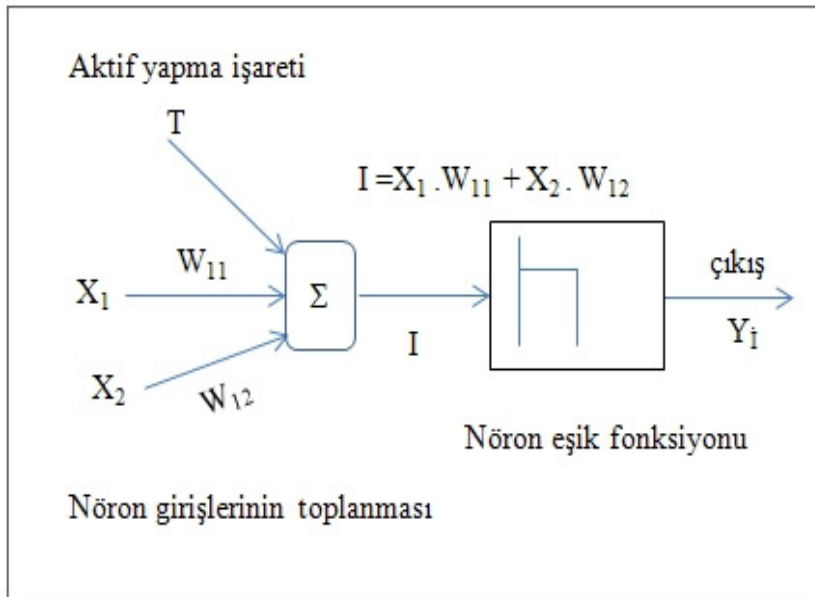 Aktif yapma işareti
T
I =X₁ .W₁₁ + X₂ . W₁₂
W₁₁
çıkış
X₁
Σ
I
Yİ
X₂
W₁₂
Nöron eşik fonksiyonu
Nöron girişlerinin toplanması